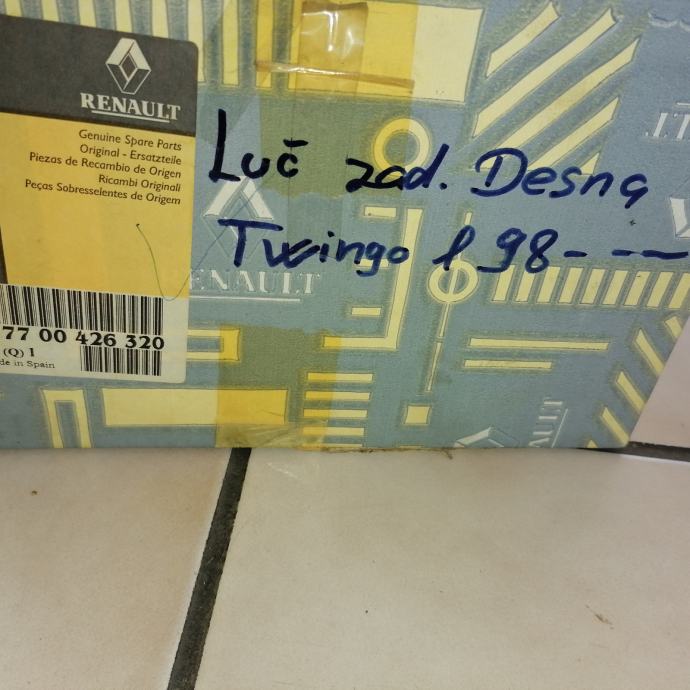 RENAULT
Genuine Spare Parts
Original - Ersatzteile
Piezas de Recambio de Origen
Ricambi Originali
Peças Sobresselentes de Origem
77 00 426 320
(Q) 1
de in Spain
Luč zad. Desna
Twingo l 98- - --
RENAULT
RENAULT